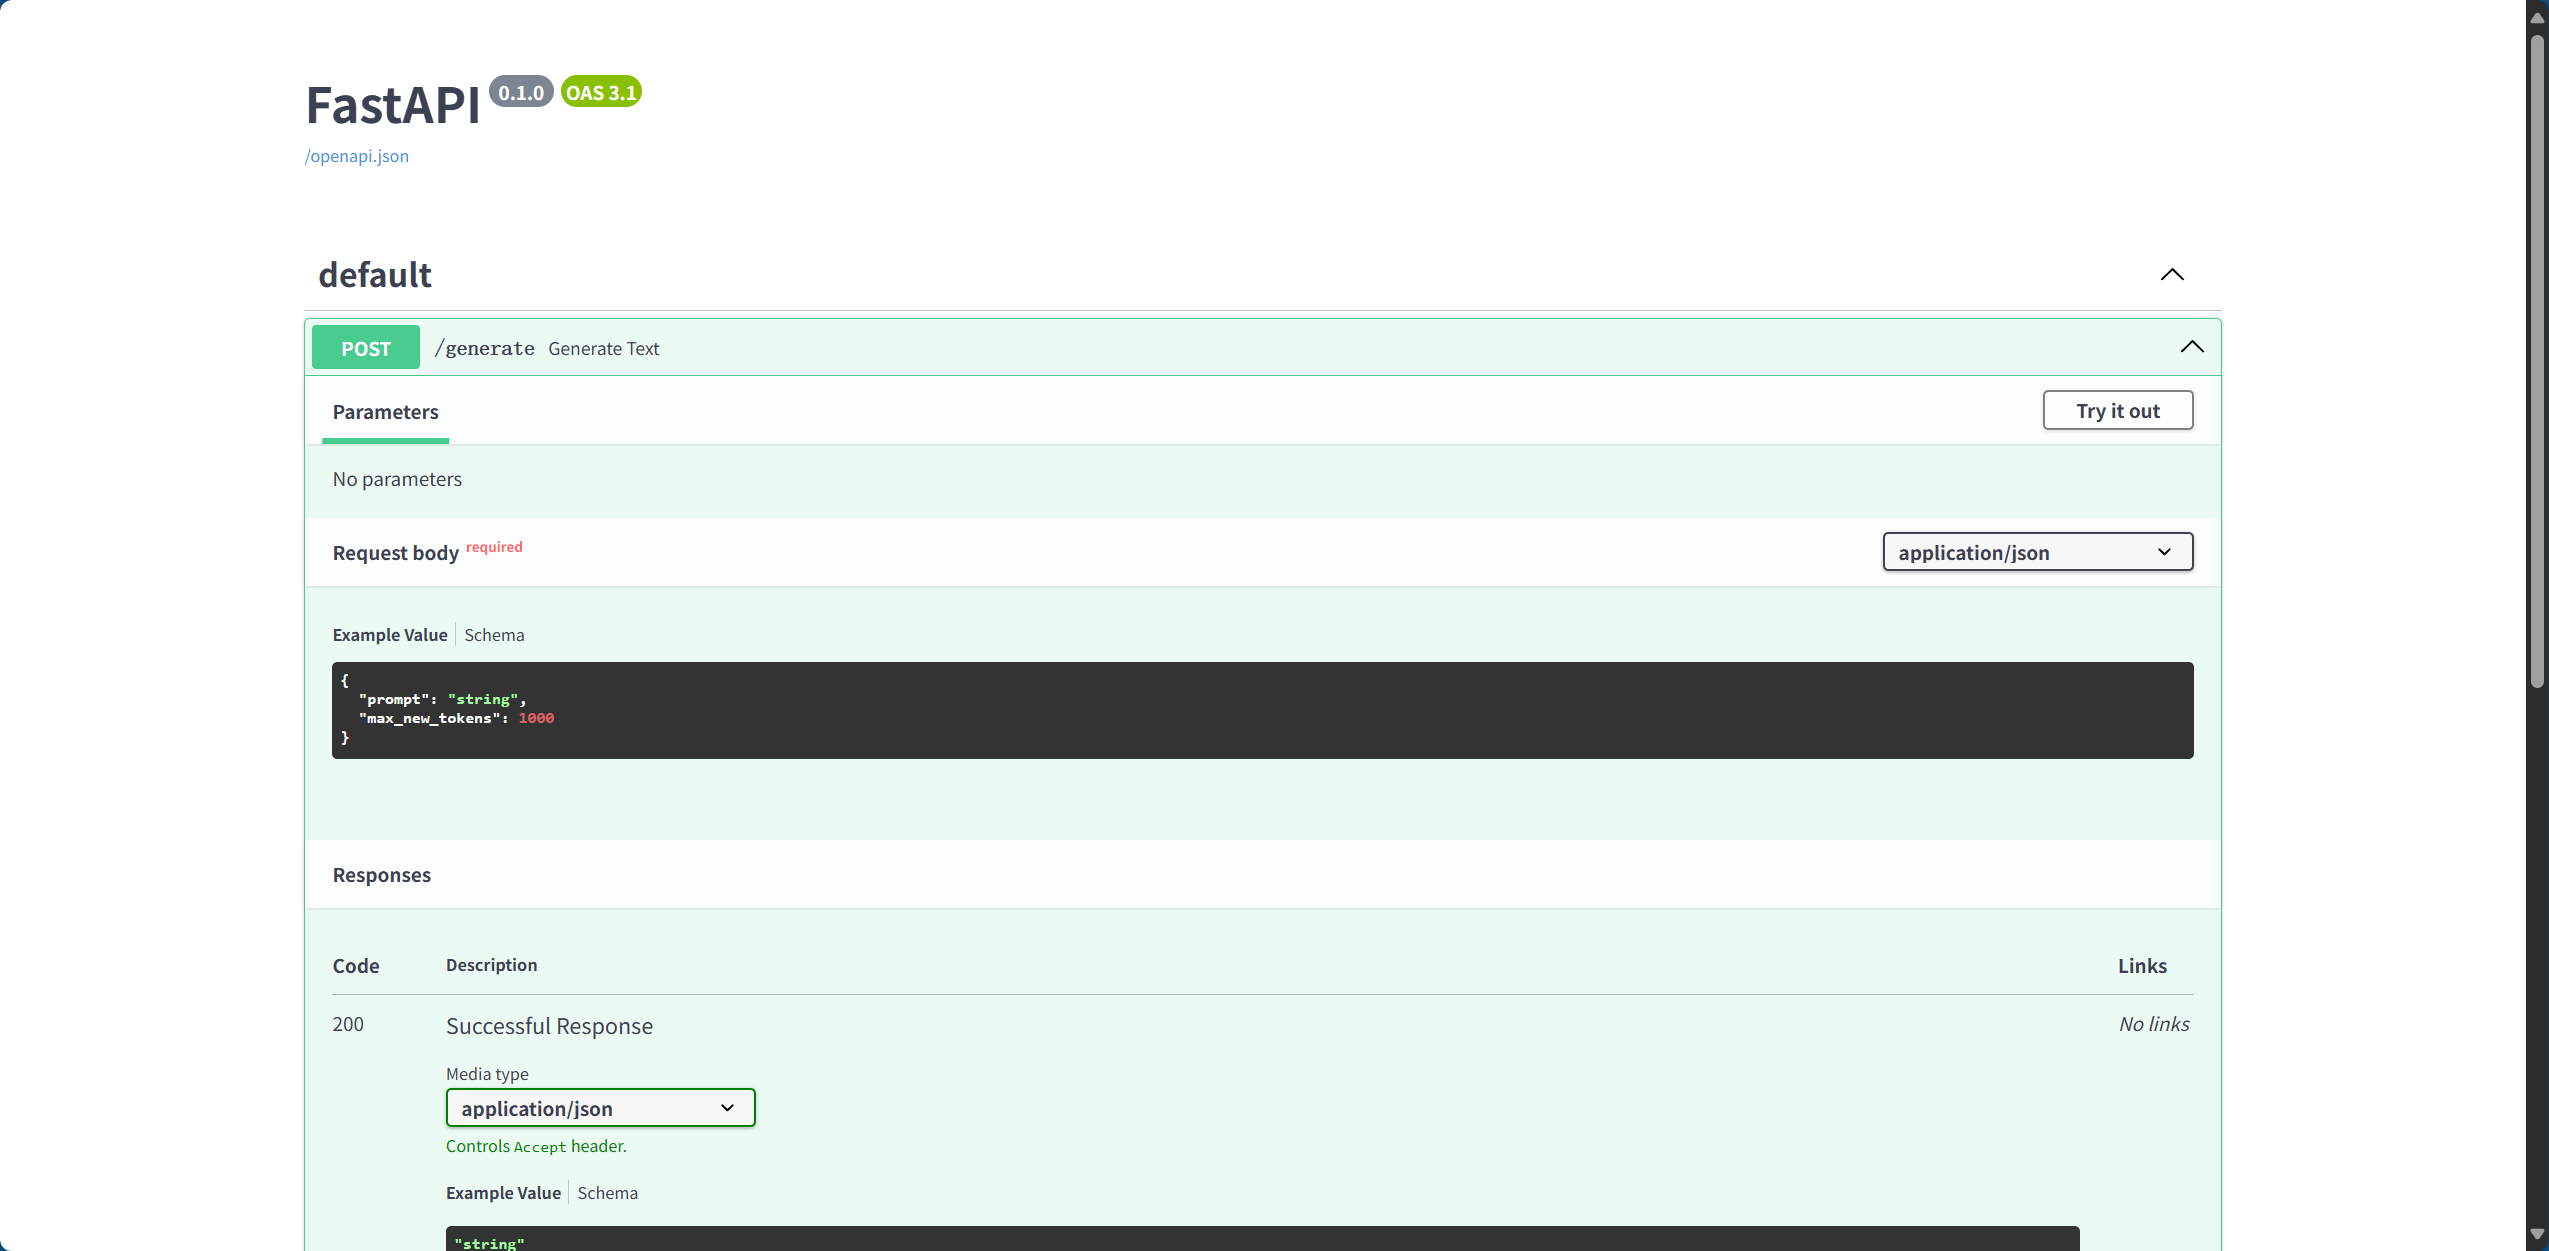 FastAPI 0.1.0 OAS 3.1
/openapi.json
default
POST /generate Generate Text
Parameters
Try it out
No parameters
Request body required
application/json
Example Value Schema
{
  "prompt": "string",
  "max_new_tokens": 1000
}
Responses
Code Description Links
200 Successful Response No links
Media type
application/json
Controls Accept header.
Example Value Schema
"string"